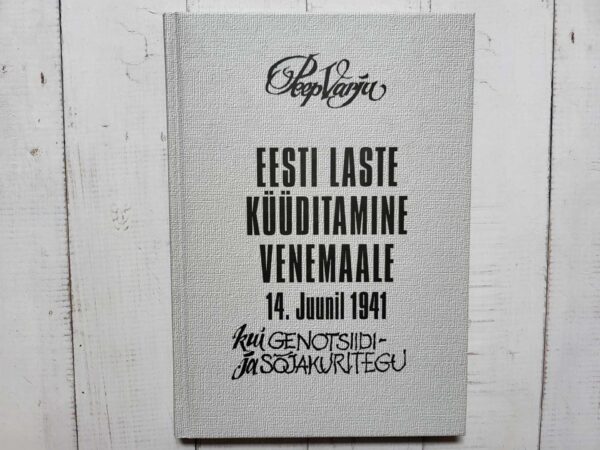 Peep Varju
EESTI LASTE
KÜÜDITAMINE
VENEMAALE
14. Juunil 1941
kui GENOTSIIDI-
ja SÕJAKURITEGU